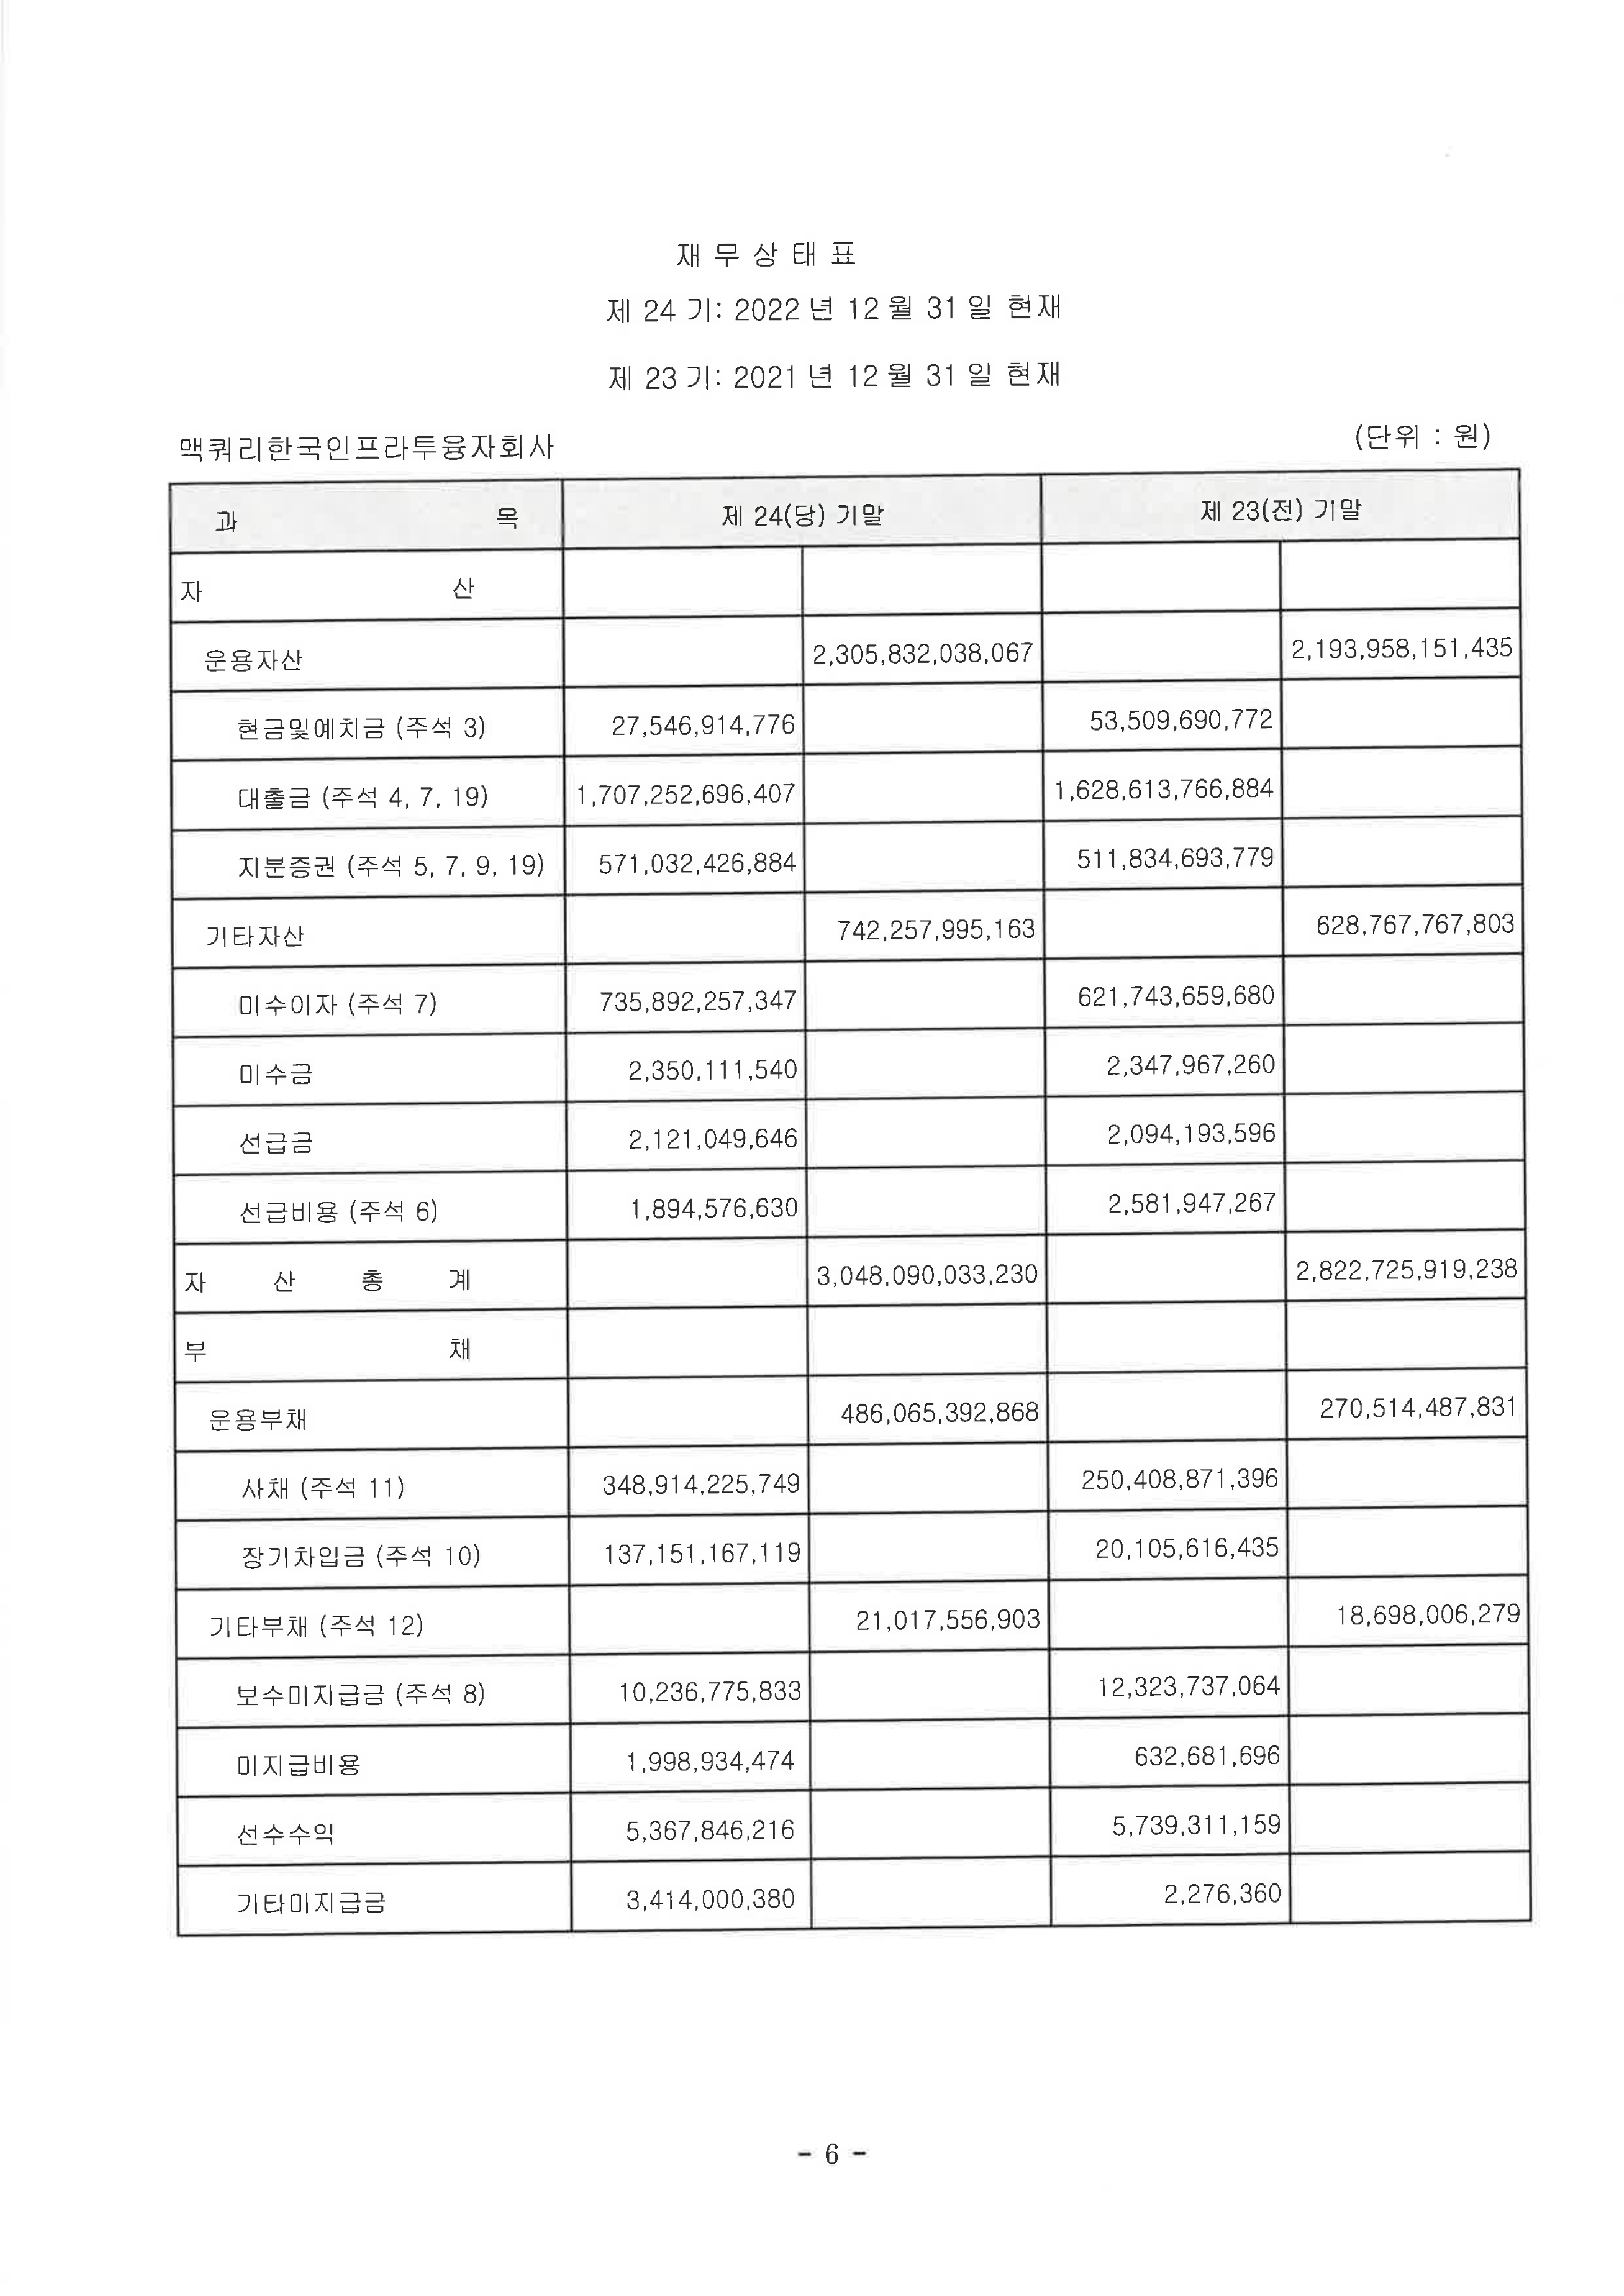 재 무 상 태 표
제 24 기: 2022 년 12 월 31 일 현재
제 23 기: 2021 년 12 월 31 일 현재
맥쿼리한국인프라투융자회사 (단위 : 원)
과 목 제 24(당) 기말 제 23(전) 기말
자 산
운용자산 2,305,832,038,067 2,193,958,151,435
현금및예치금 (주석 3) 27,546,914,776 53,509,690,772
대출금 (주석 4, 7, 19) 1,707,252,696,407 1,628,613,766,884
지분증권 (주석 5, 7, 9, 19) 571,032,426,884 511,834,693,779
기타자산 742,257,995,163 628,767,767,803
미수이자 (주석 7) 735,892,257,347 621,743,659,680
미수금 2,350,111,540 2,347,967,260
선급금 2,121,049,646 2,094,193,596
선급비용 (주석 6) 1,894,576,630 2,581,947,267
자 산 총 계 3,048,090,033,230 2,822,725,919,238
부 채
운용부채 486,065,392,868 270,514,487,831
사채 (주석 11) 348,914,225,749 250,408,871,396
장기차입금 (주석 10) 137,151,167,119 20,105,616,435
기타부채 (주석 12) 21,017,556,903 18,698,006,279
보수미지급금 (주석 8) 10,236,775,833 12,323,737,064
미지급비용 1,998,934,474 632,681,696
선수수익 5,367,846,216 5,739,311,159
기타미지급금 3,414,000,380 2,276,360
- 6 -